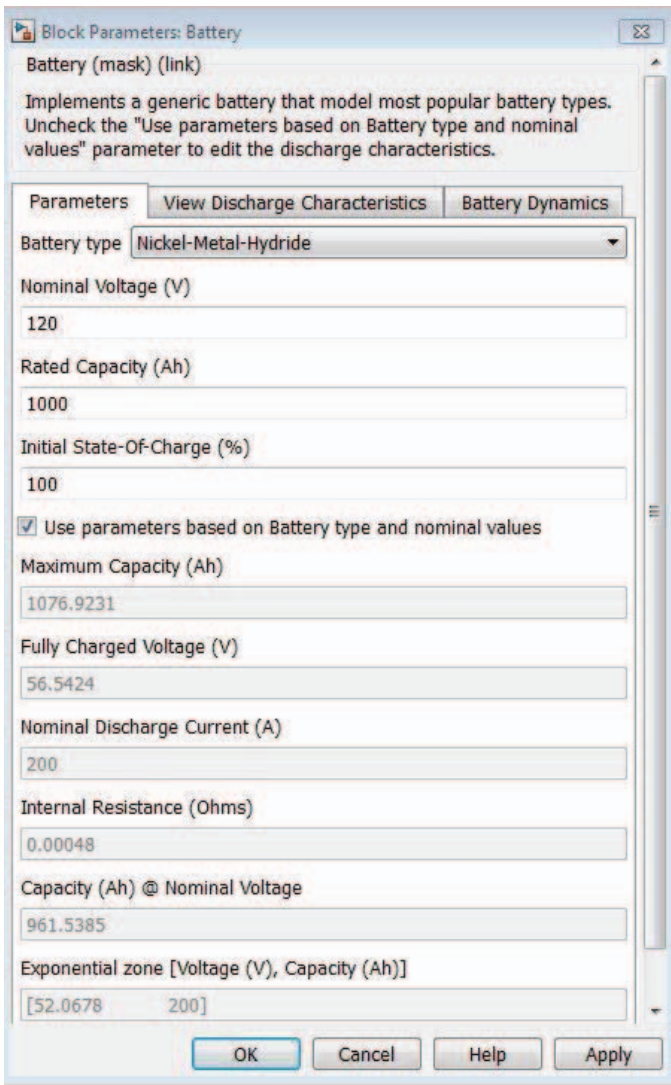 Block Parameters: Battery
Battery (mask) (link)
Implements a generic battery that model most popular battery types.
Uncheck the "Use parameters based on Battery type and nominal
values" parameter to edit the discharge characteristics.
Parameters View Discharge Characteristics Battery Dynamics
Battery type Nickel-Metal-Hydride
Nominal Voltage (V)
120
Rated Capacity (Ah)
1000
Initial State-Of-Charge (%)
100
Use parameters based on Battery type and nominal values
Maximum Capacity (Ah)
1076.9231
Fully Charged Voltage (V)
56.5424
Nominal Discharge Current (A)
200
Internal Resistance (Ohms)
0.00048
Capacity (Ah) @ Nominal Voltage
961.5385
Exponential zone [Voltage (V), Capacity (Ah)]
[52.0678 200]
OK Cancel Help Apply